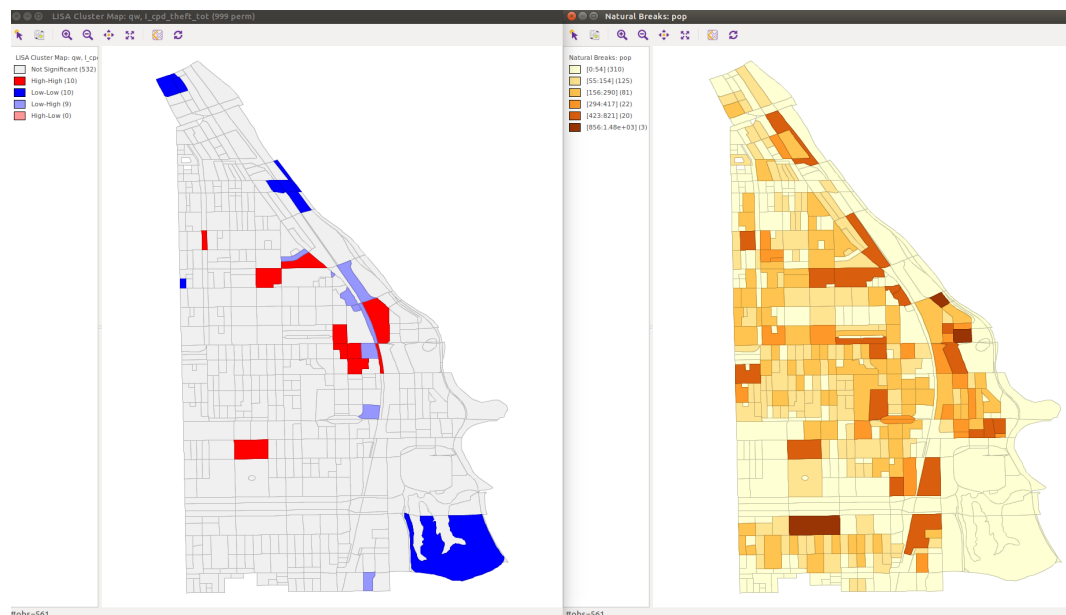 LISA Cluster Map: qw, I_cpd_theft_tot (999 perm)
LISA Cluster Map: qw, I_cp
Not Significant (532)
High-High (10)
Low-Low (10)
Low-High (9)
High-Low (0)
#obs=561
Natural Breaks: pop
Natural Breaks: pop
[0:54] (310)
[55:154] (125)
[156:290] (81)
[294:417] (22)
[423:821] (20)
[856:1.48e+03] (3)
#obs=561